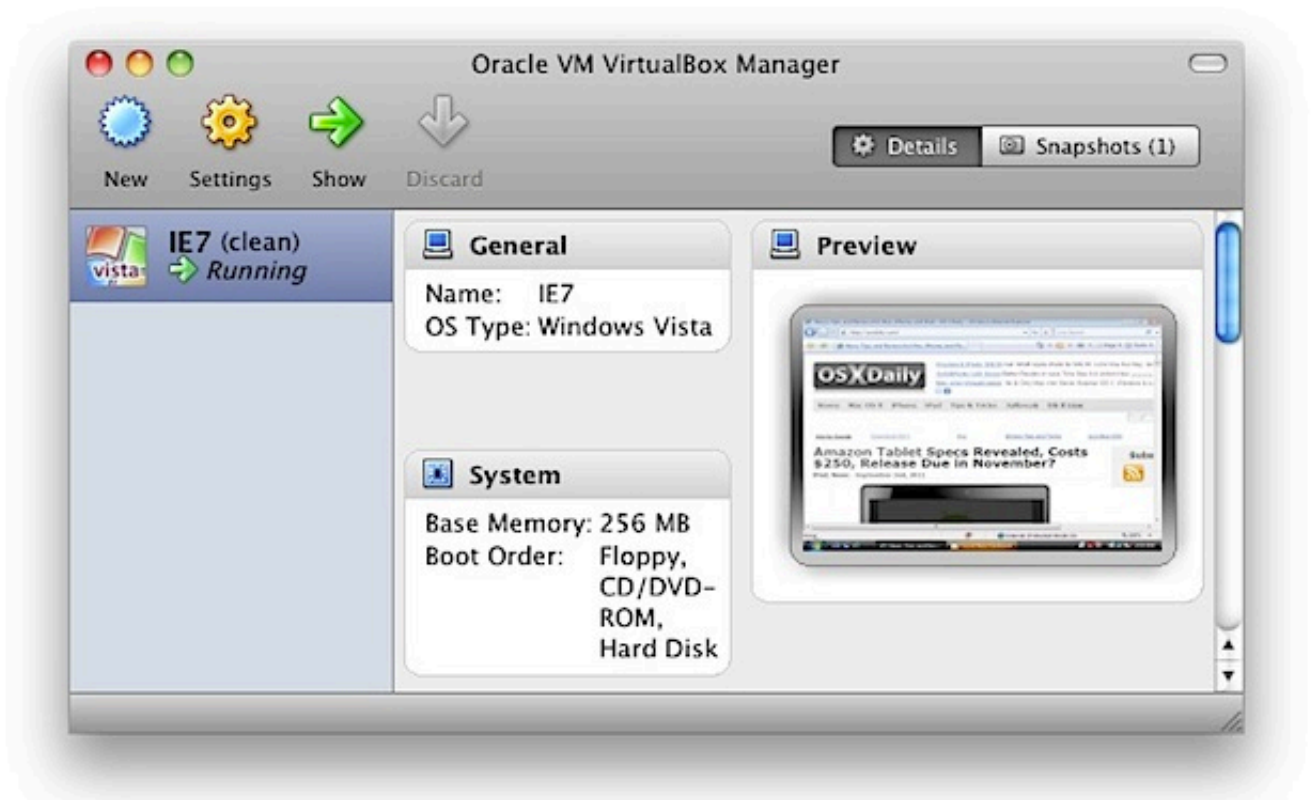 Oracle VM VirtualBox Manager
New
Settings
Show
Discard
Details
Snapshots (1)
vista
IE7 (clean)
Running
General
Name: IE7
OS Type: Windows Vista
System
Base Memory: 256 MB
Boot Order: Floppy,
CD/DVD-
ROM,
Hard Disk
Preview
OSXDaily
Amazon Tablet Specs Revealed, Costs
$250, Release Due in November?